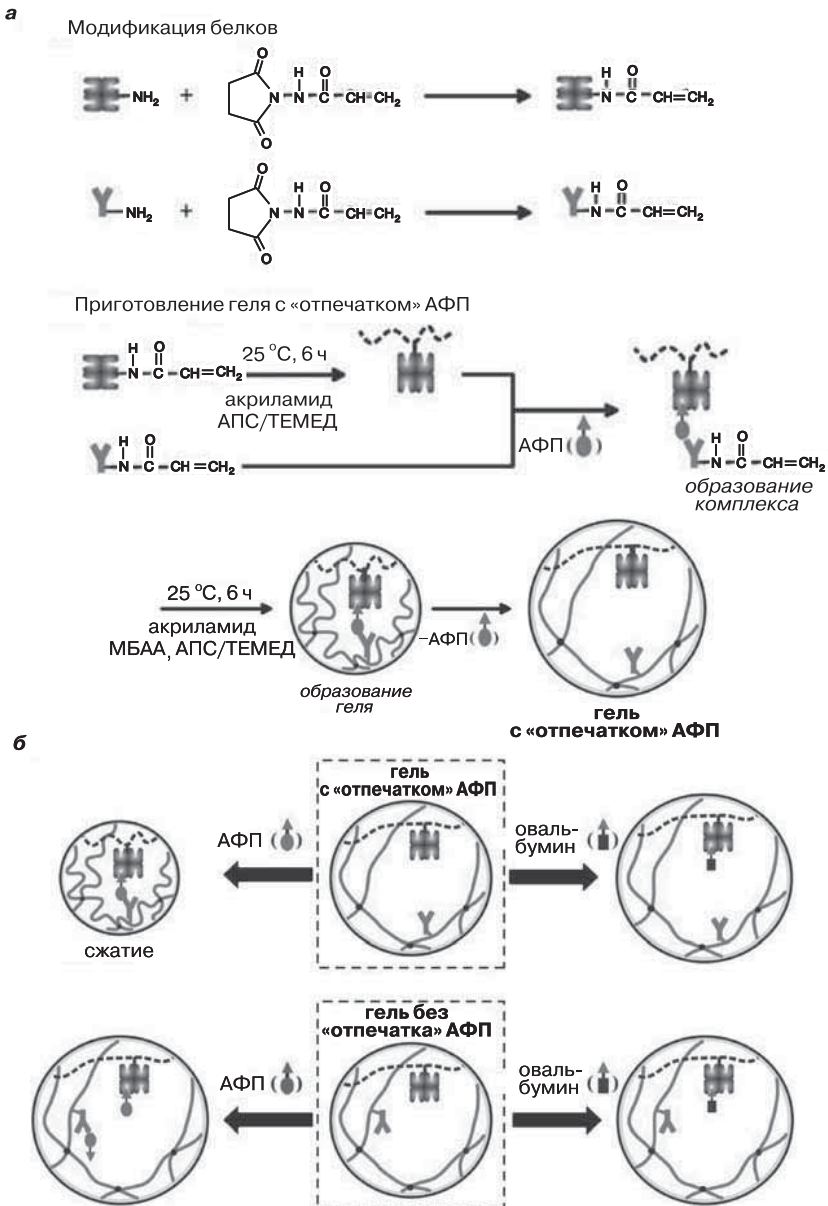 а
Модификация белков
O
H O
NH2 + N N C CH=CH2
O
H O
N C CH=CH2
O
H O
NH2 + N N C CH=CH2
O
H O
N C CH=CH2
Приготовление геля с «отпечатком» АФП
H O
N C CH=CH2
25 °C, 6 ч
акриламид
АПС/ТЕМЕД
H O
N C CH=CH2
АФП ( )
H O
N C CH=CH2
образование
комплекса
25 °C, 6 ч
акриламид
МБАА, АПС/ТЕМЕД
образование
геля
–АФП ( )
гель
с «отпечатком» АФП
б
гель
с «отпечатком» АФП
АФП ( )
оваль-
бумин ( )
сжатие
гель без
«отпечатка» АФП
АФП ( )
оваль-
бумин ( )